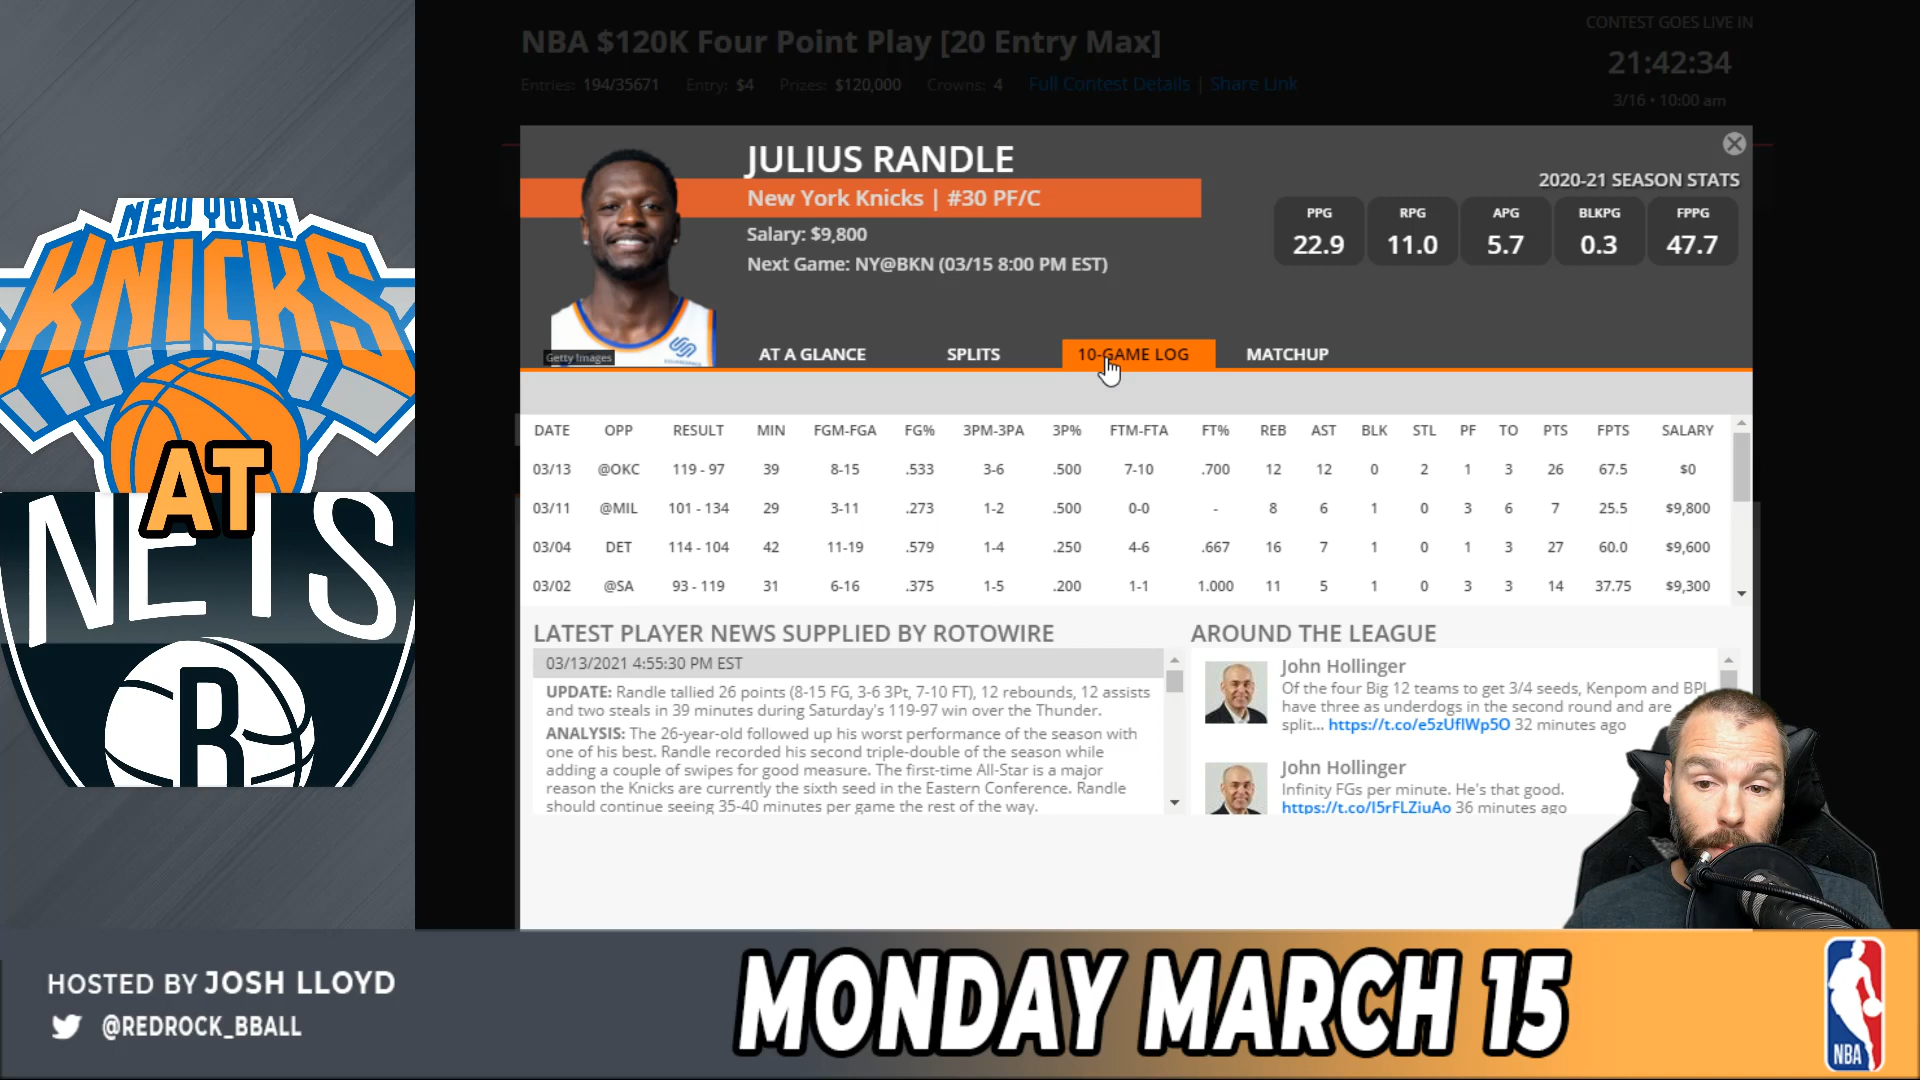 NBA $120K Four Point Play [20 Entry Max]
Entries: 194/35671 Entry: $4 Prizes: $120,000 Crowns: 4 Full Contest Details | Share Link
CONTEST GOES LIVE IN
21:42:34
3/16 • 10:00 am
JULIUS RANDLE
New York Knicks | #30 PF/C
Salary: $9,800
Next Game: NY@BKN (03/15 8:00 PM EST)
Getty Images
2020-21 SEASON STATS
PPG RPG APG BLKPG FPPG
22.9 11.0 5.7 0.3 47.7
AT A GLANCE SPLITS 10-GAME LOG MATCHUP
DATE OPP RESULT MIN FGM-FGA FG% 3PM-3PA 3P% FTM-FTA FT% REB AST BLK STL PF TO PTS FPTS SALARY
03/13 @OKC 119 - 97 39 8-15 .533 3-6 .500 7-10 .700 12 12 0 2 1 3 26 67.5 $0
03/11 @MIL 101 - 134 29 3-11 .273 1-2 .500 0-0 - 8 6 1 0 3 6 7 25.5 $9,800
03/04 DET 114 - 104 42 11-19 .579 1-4 .250 4-6 .667 16 7 1 0 1 3 27 60.0 $9,600
03/02 @SA 93 - 119 31 6-16 .375 1-5 .200 1-1 1.000 11 5 1 0 3 3 14 37.75 $9,300
LATEST PLAYER NEWS SUPPLIED BY ROTOWIRE
03/13/2021 4:55:30 PM EST
UPDATE: Randle tallied 26 points (8-15 FG, 3-6 3Pt, 7-10 FT), 12 rebounds, 12 assists
and two steals in 39 minutes during Saturday's 119-97 win over the Thunder.
ANALYSIS: The 26-year-old followed up his worst performance of the season with
one of his best. Randle recorded his second triple-double of the season while
adding a couple of swipes for good measure. The first-time All-Star is a major
reason the Knicks are currently the sixth seed in the Eastern Conference. Randle
should continue seeing 35-40 minutes per game the rest of the way.
AROUND THE LEAGUE
John Hollinger
Of the four Big 12 teams to get 3/4 seeds, Kenpom and BPI
have three as underdogs in the second round and are
split... 32 minutes ago
John Hollinger
Infinity FGs per minute. He's that good.
36 minutes ago
NEW YORK
KNICKS
AT
NETS
B
HOSTED BY JOSH LLOYD
@REDROCK_BBALL
MONDAY MARCH 15
NBA